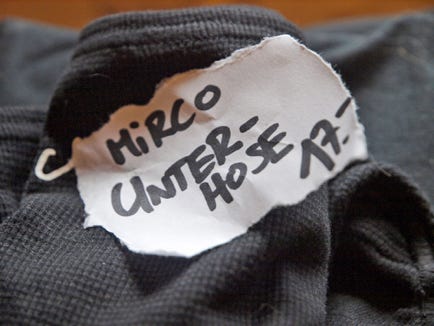 MIRCO
UNTER-
HOSE 17.-